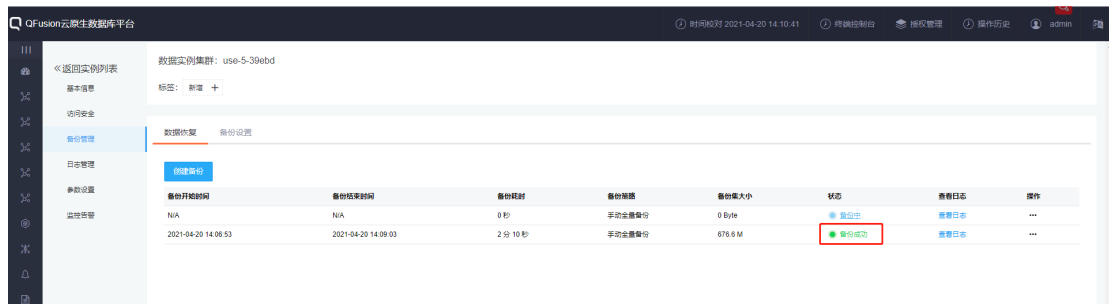 QFusion云原生数据库平台 时间校对 2021-04-20 14:10:41 终端控制台 授权管理 操作历史 admin
«返回实例列表
基本信息
访问安全
备份管理
日志管理
参数设置
监控告警
数据实例集群：use-5-39ebd
标签： 新增 +
数据恢复 备份设置
创建备份
备份开始时间 备份结束时间 备份耗时 备份策略 备份集大小 状态 查看日志 操作
N/A N/A 0 秒 手动全量备份 0 Byte 备份中 查看日志 ···
2021-04-20 14:06:53 2021-04-20 14:09:03 2 分 10 秒 手动全量备份 676.6 M 备份成功 查看日志 ···